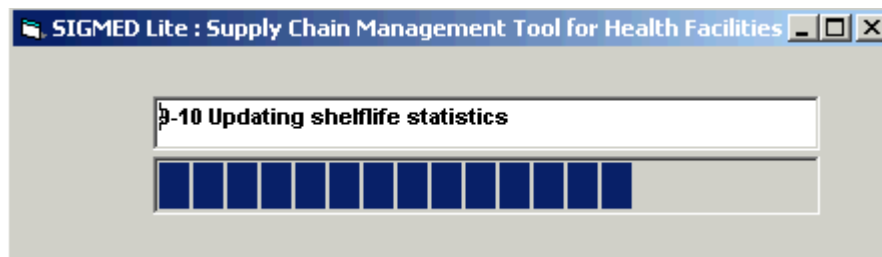 SIGMED Lite : Supply Chain Management Tool for Health Facilities
9-10 Updating shelflife statistics